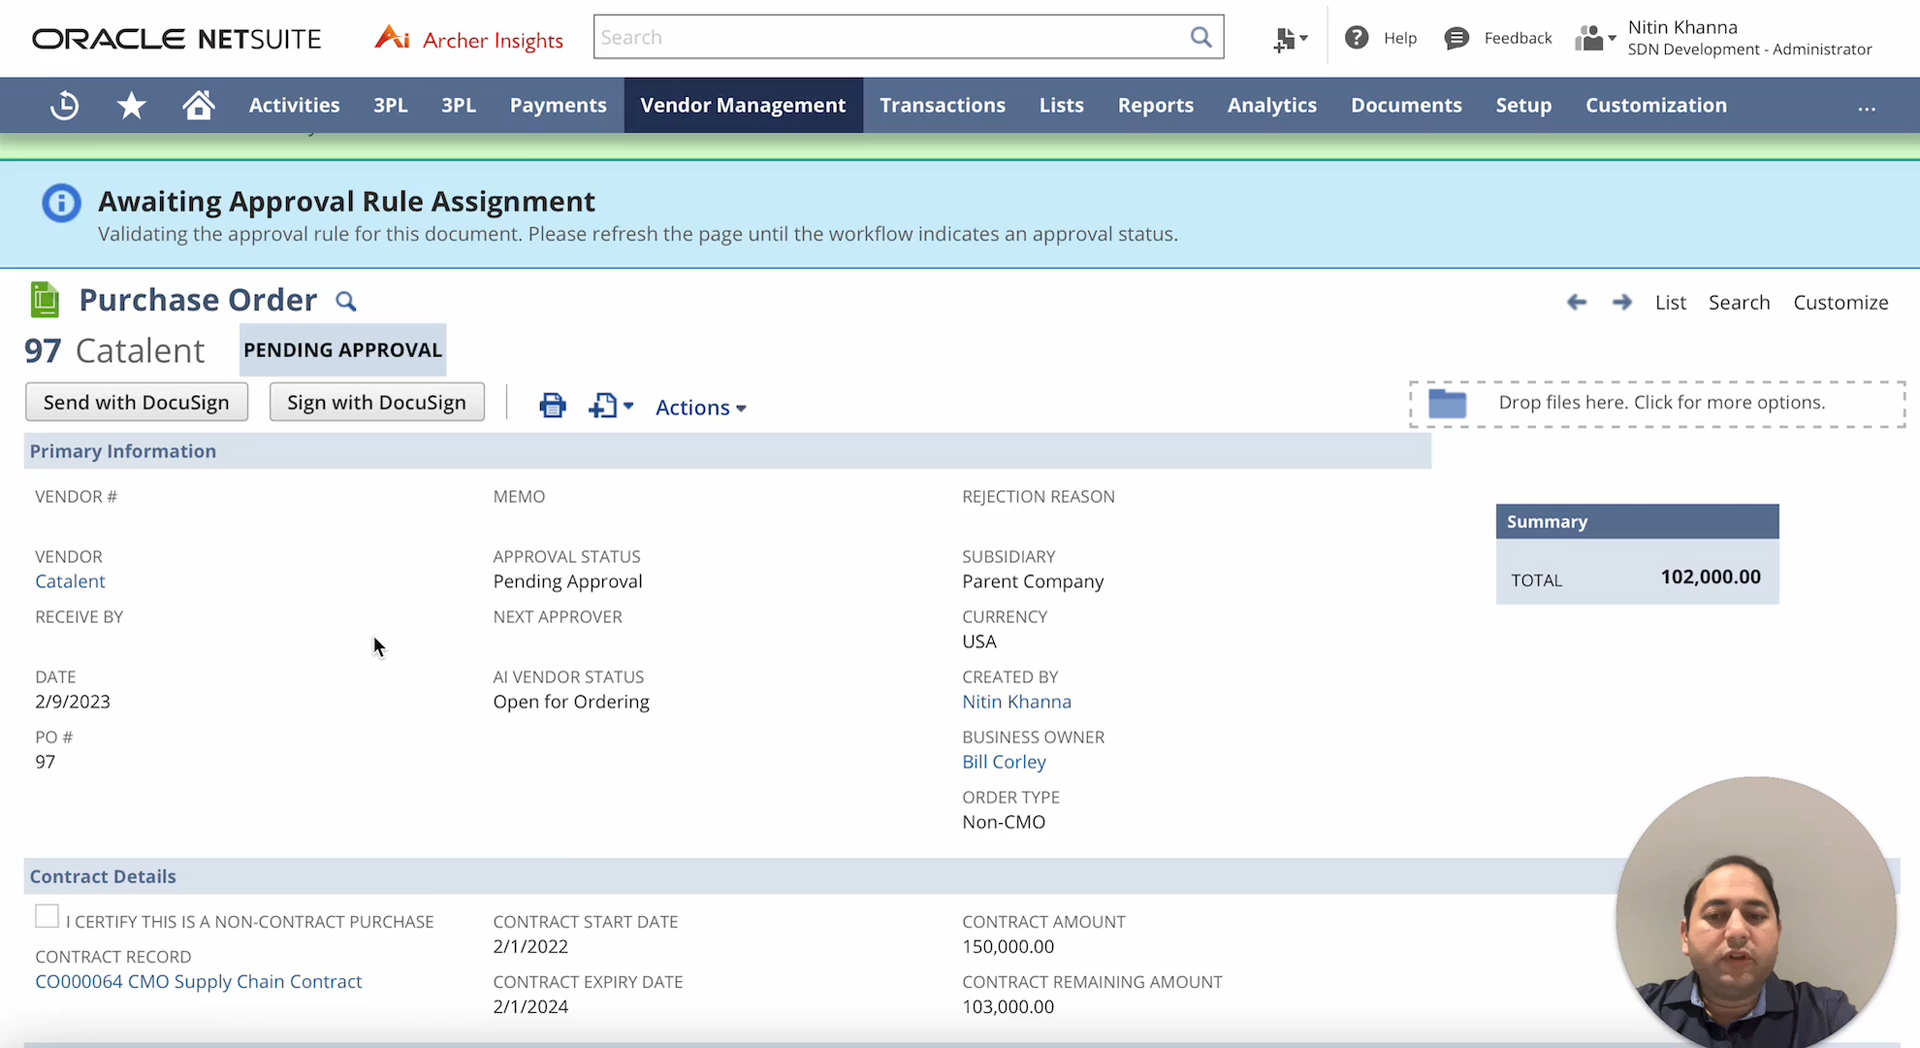 ORACLE NETSUITE
Ai Archer Insights
Search
Help
Feedback
Nitin Khanna
SDN Development - Administrator
Activities 3PL 3PL Payments Vendor Management Transactions Lists Reports Analytics Documents Setup Customization ...
Awaiting Approval Rule Assignment
Validating the approval rule for this document. Please refresh the page until the workflow indicates an approval status.
Purchase Order
List Search Customize
97 Catalent PENDING APPROVAL
Send with DocuSign Sign with DocuSign Actions
Drop files here. Click for more options.
Primary Information
VENDOR #
MEMO
REJECTION REASON
Summary
TOTAL 102,000.00
VENDOR
Catalent
APPROVAL STATUS
Pending Approval
SUBSIDIARY
Parent Company
RECEIVE BY
NEXT APPROVER
CURRENCY
USA
DATE
2/9/2023
AI VENDOR STATUS
Open for Ordering
CREATED BY
Nitin Khanna
PO #
97
BUSINESS OWNER
Bill Corley
ORDER TYPE
Non-CMO
Contract Details
I CERTIFY THIS IS A NON-CONTRACT PURCHASE
CONTRACT START DATE
2/1/2022
CONTRACT AMOUNT
150,000.00
CONTRACT RECORD
CO000064 CMO Supply Chain Contract
CONTRACT EXPIRY DATE
2/1/2024
CONTRACT REMAINING AMOUNT
103,000.00